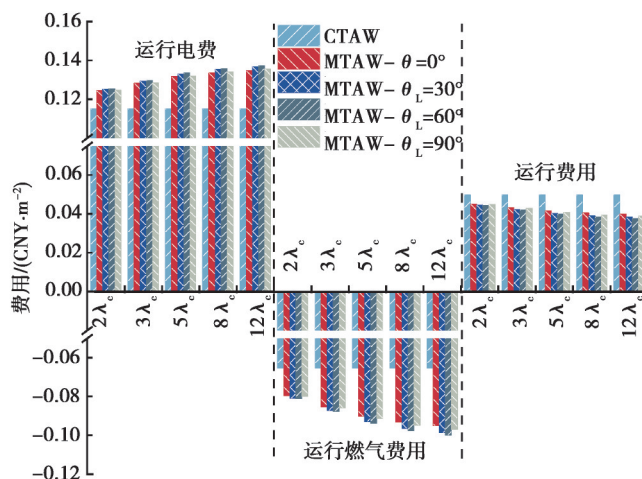 0.16
0.14
0.12
0.06
0.04
0.02
0.00
−0.06
−0.08
−0.10
−0.12
费用/(CNY·m⁻²)
运行电费
CTAW
MTAW−θ=0°
MTAW−θL=30°
MTAW−θL=60°
MTAW−θL=90°
运行费用
2λc 3λc 5λc 8λc 12λc
2λc 3λc 5λc 8λc 12λc
2λc 3λc 5λc 8λc 12λc
运行燃气费用